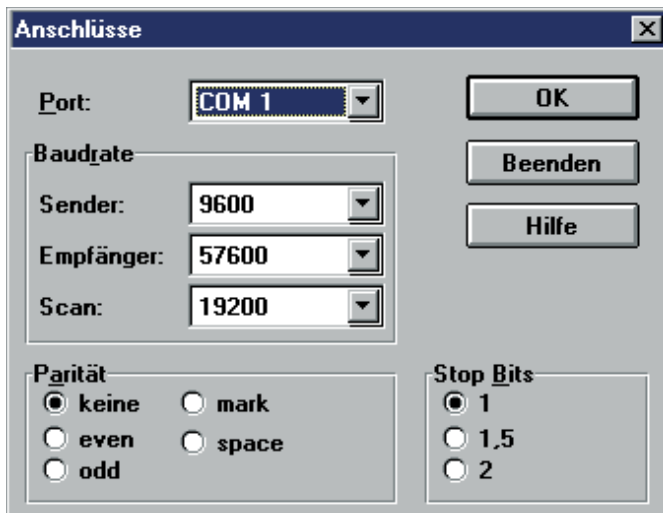 Anschlüsse
Port: COM 1
OK
Baudrate
Beenden
Sender: 9600
Hilfe
Empfänger: 57600
Scan: 19200
Parität
keine mark
even space
odd
Stop Bits
1
1,5
2